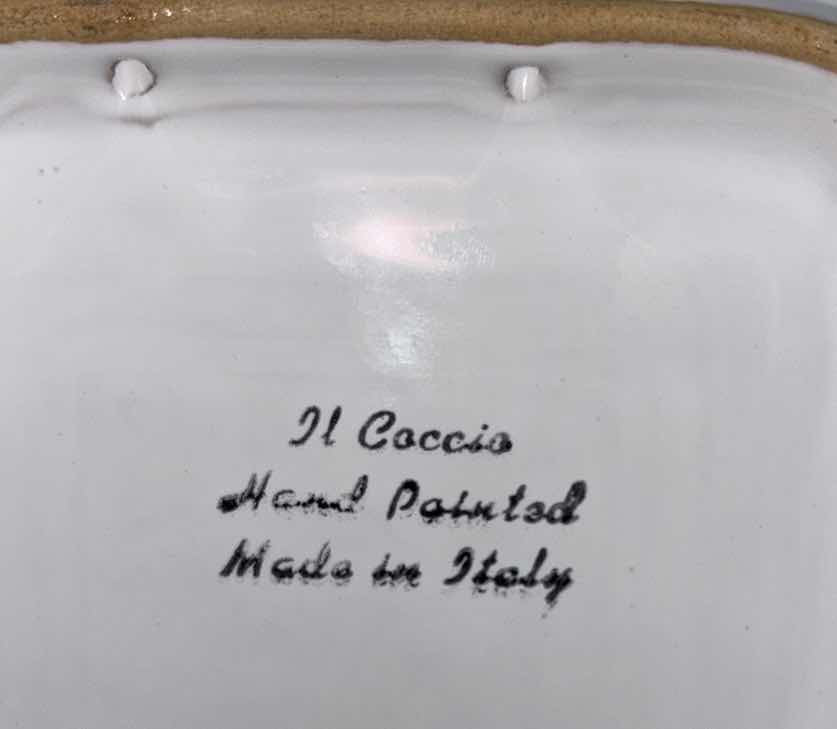 Il Coccio
Hand Painted
Made in Italy